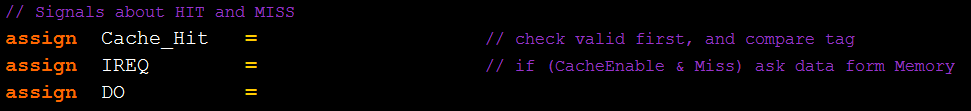 // Signals about HIT and MISS
assign Cache_Hit = // check valid first, and compare tag
assign IREQ = // if (CacheEnable & Miss) ask data form Memory
assign DO =